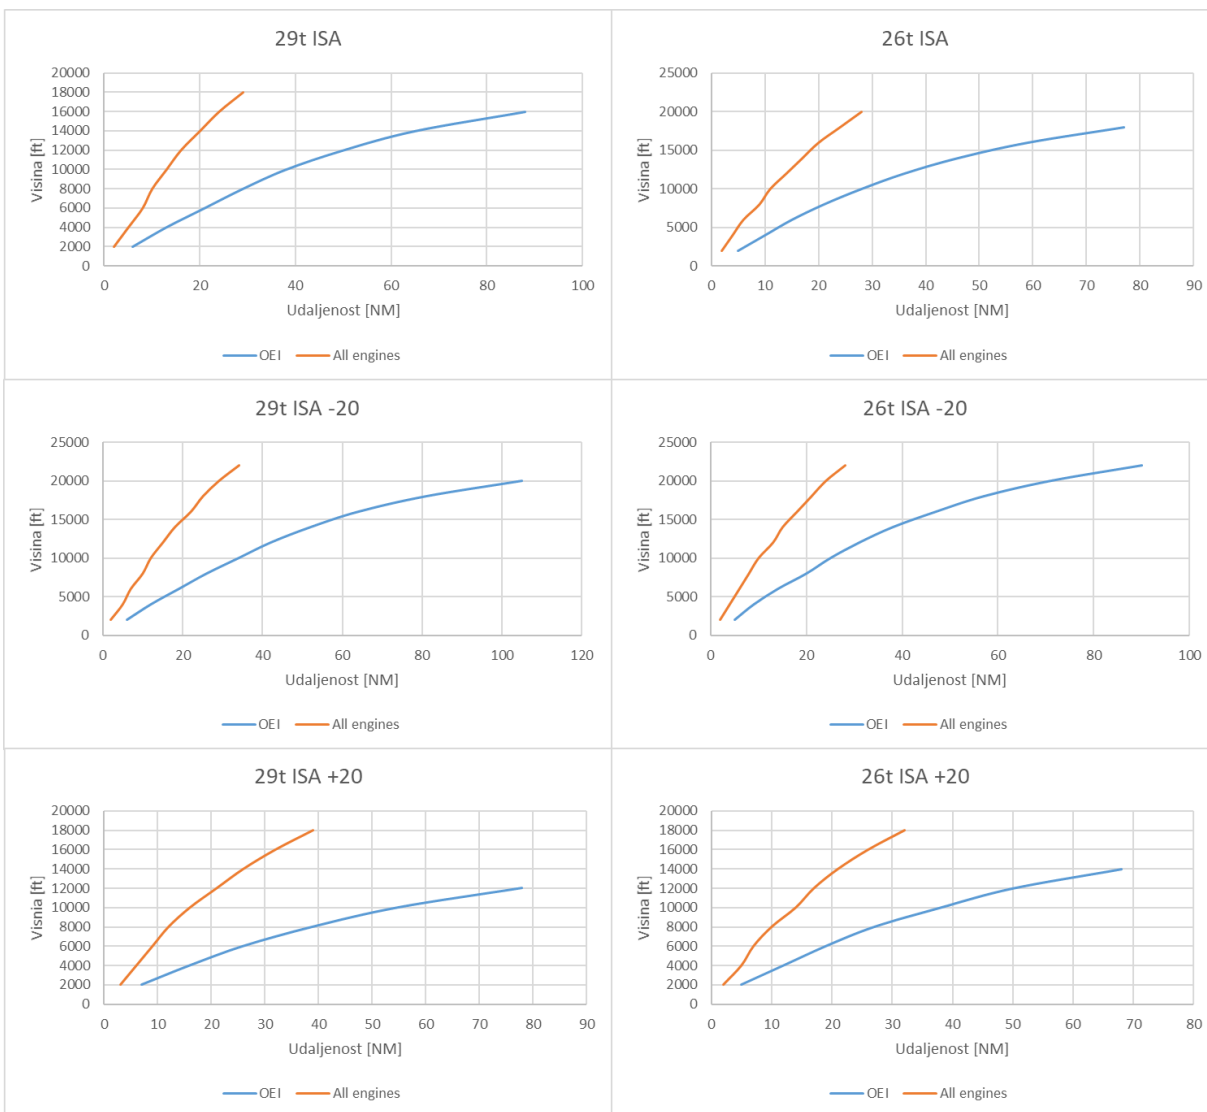 29t ISA
20000
18000
16000
14000
12000
10000
8000
6000
4000
2000
0
Visina [ft]
0 20 40 60 80 100
Udaljenost [NM]
OEI All engines
26t ISA
25000
20000
15000
10000
5000
0
Visina [ft]
0 10 20 30 40 50 60 70 80 90
Udaljenost [NM]
OEI All engines
29t ISA -20
25000
20000
15000
10000
5000
0
Visina [ft]
0 20 40 60 80 100 120
Udaljenost [NM]
OEI All engines
26t ISA -20
25000
20000
15000
10000
5000
0
Visina [ft]
0 20 40 60 80 100
Udaljenost [NM]
OEI All engines
29t ISA +20
20000
18000
16000
14000
12000
10000
8000
6000
4000
2000
0
Visnia [ft]
0 10 20 30 40 50 60 70 80 90
Udaljenost [NM]
OEI All engines
26t ISA +20
20000
18000
16000
14000
12000
10000
8000
6000
4000
2000
0
Visina [ft]
0 10 20 30 40 50 60 70 80
Udaljenost [NM]
OEI All engines